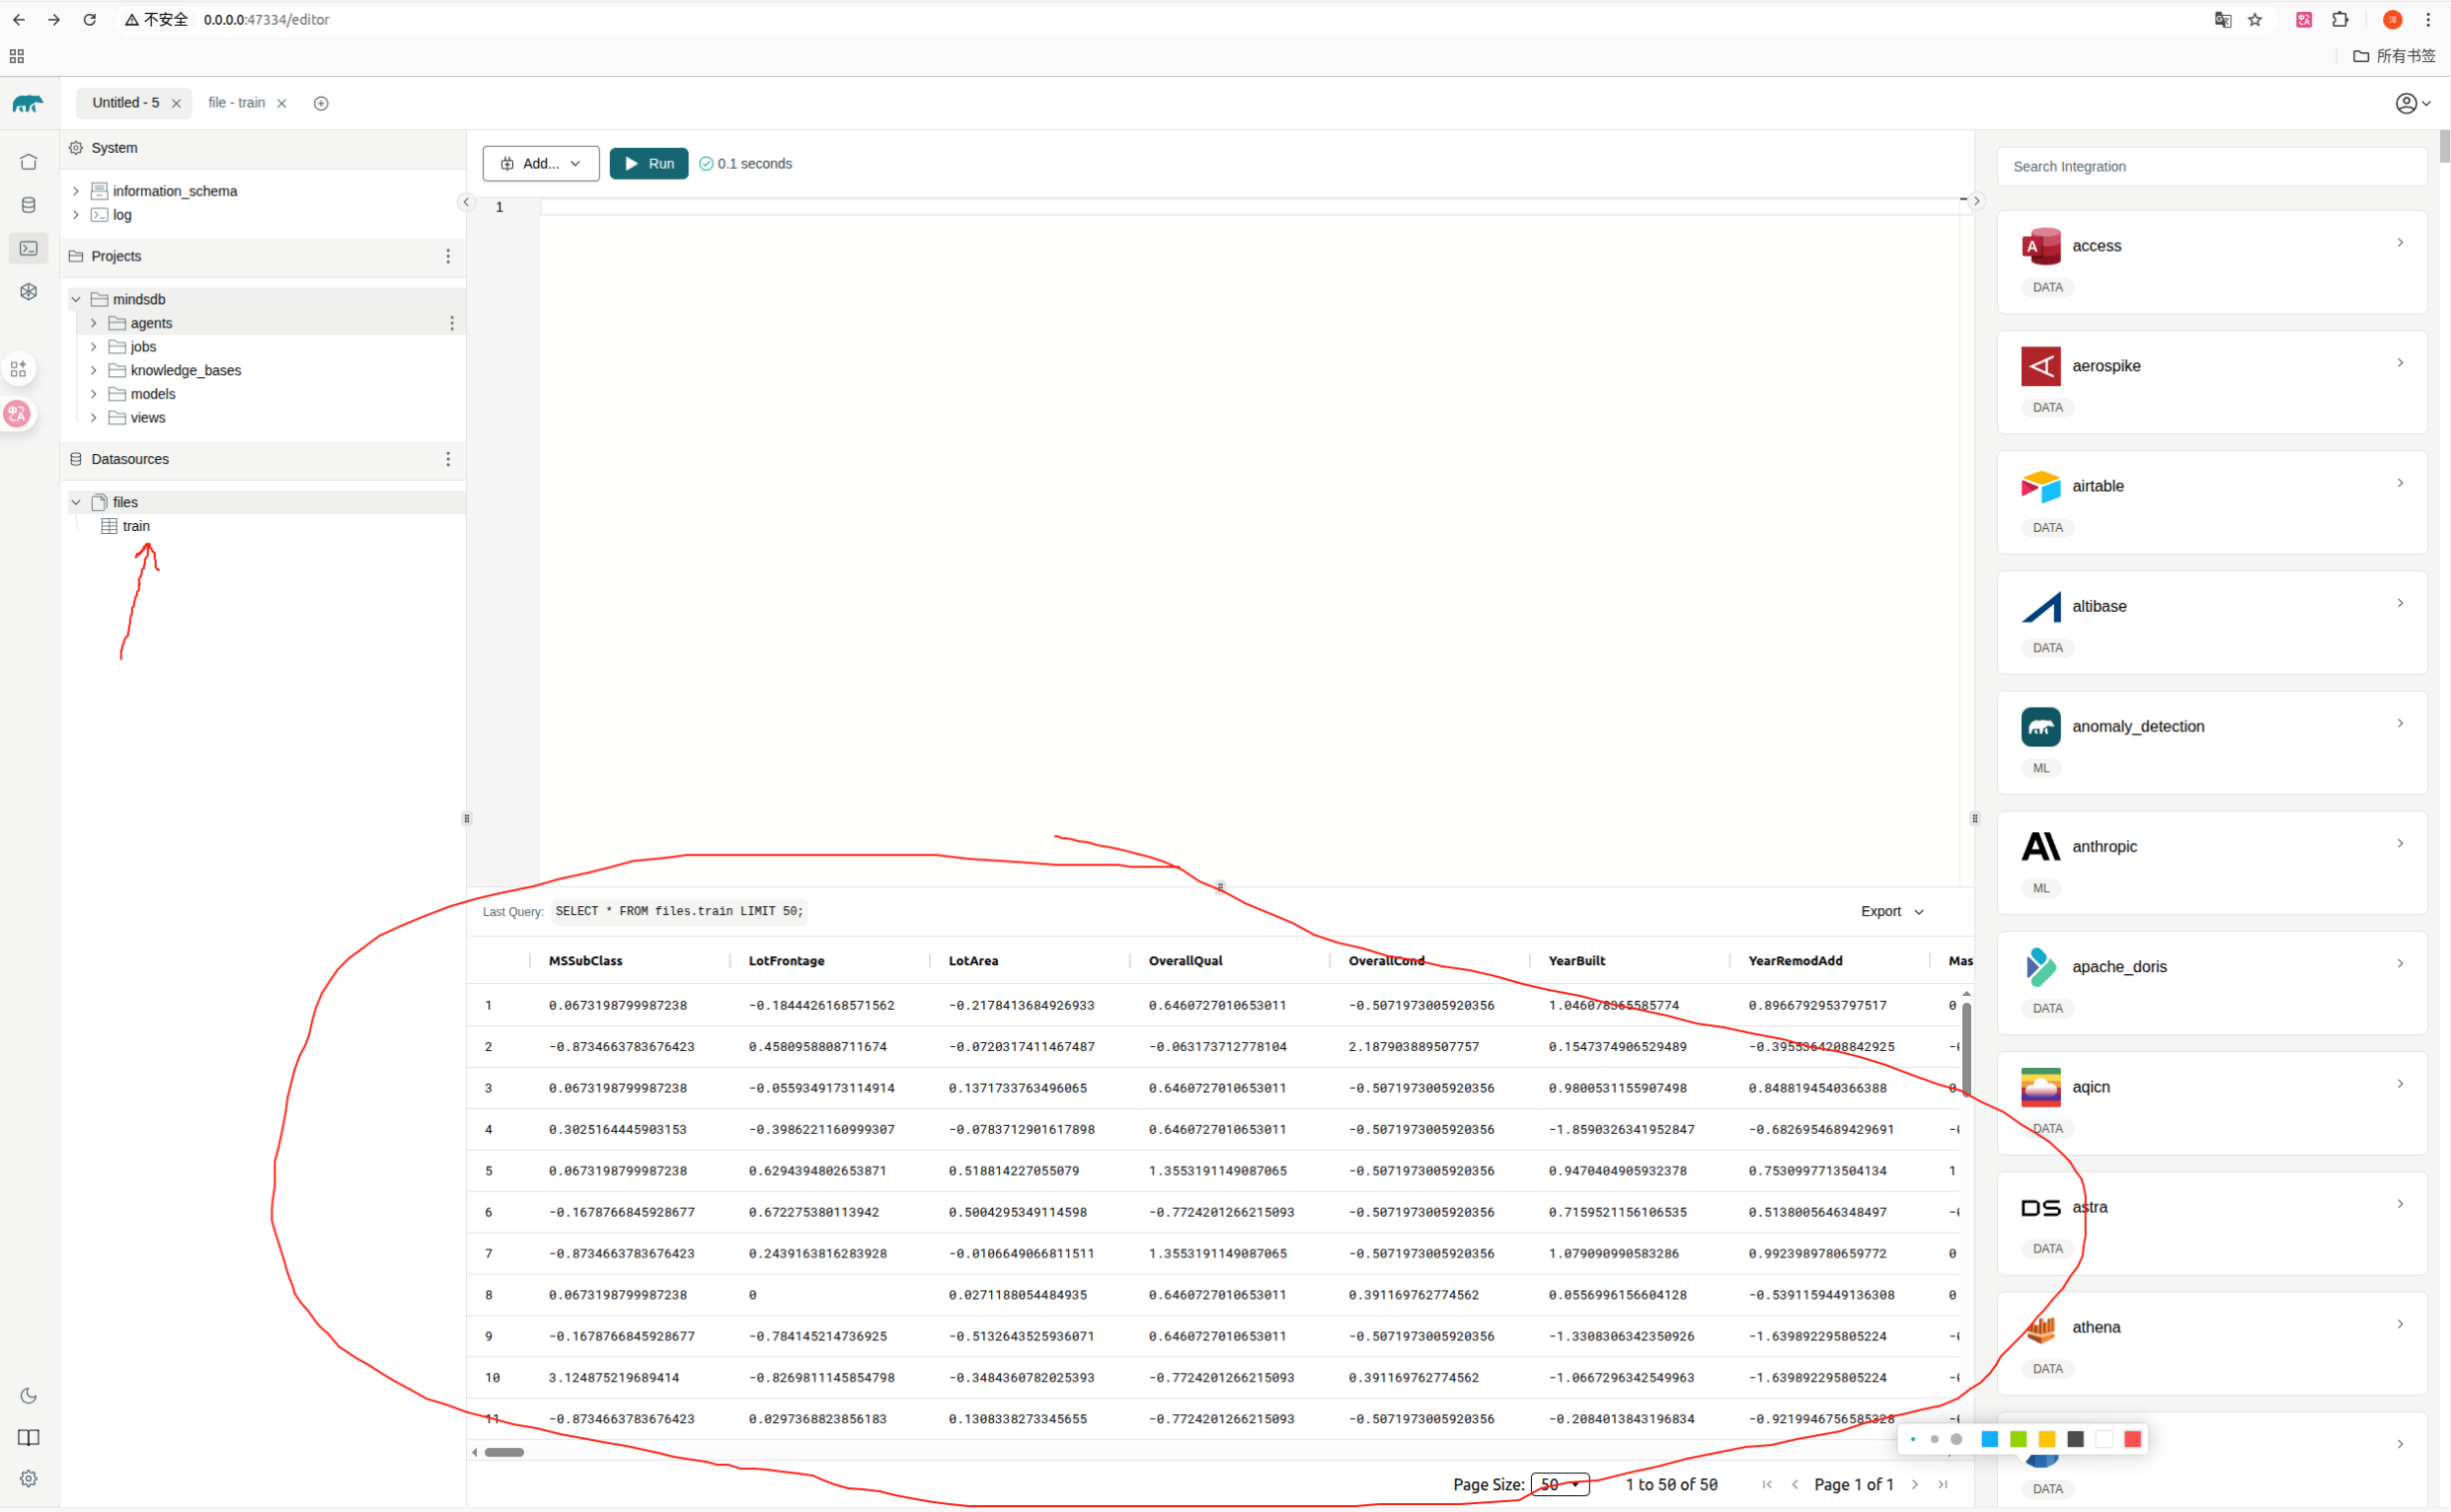 不安全 0.0.0.0:47334/editor
所有书签
Untitled - 5 file - train
System
information_schema
log
Projects
mindsdb
agents
jobs
knowledge_bases
models
views
Datasources
files
train
Add... Run 0.1 seconds
1
Last Query: SELECT * FROM files.train LIMIT 50; Export
MSSubClass LotFrontage LotArea OverallQual OverallCond YearBuilt YearRemodAdd Mas
1 0.0673198799987238 -0.1844426168571562 -0.2178413684926933 0.6460727010653011 -0.5071973005920356 1.046078365585774 0.8966792953797517 0
2 -0.8734663783676423 0.4580958808711674 -0.0720317411467487 -0.063173712778104 2.187903889507757 0.1547374906529489 -0.3955364208842925 -0
3 0.0673198799987238 -0.0559349173114914 0.1371733763496065 0.6460727010653011 -0.5071973005920356 0.9800531155907498 0.8488194540366388 0
4 0.3025164445903153 -0.3986221160999307 -0.0783712901617898 0.6460727010653011 -0.5071973005920356 -1.8590326341952847 -0.6826954689429691 -0
5 0.0673198799987238 0.6294394802653871 0.518814227055079 1.3553191149087065 -0.5071973005920356 0.9470404905932378 0.7530997713504134 1
6 -0.1678766845928677 0.672275380113942 0.5004295349114598 -0.7724201266215093 -0.5071973005920356 0.7159521156106535 0.5138005646348497 -0
7 -0.8734663783676423 0.2439163816283928 -0.0106649066811511 1.3553191149087065 -0.5071973005920356 1.079090990583286 0.9923989780659772 0
8 0.0673198799987238 0 0.0271188054484935 0.6460727010653011 0.391169762774562 0.0556996156604128 -0.5391159449136308 0
9 -0.1678766845928677 -0.784145214736925 -0.5132643525936071 0.6460727010653011 -0.5071973005920356 -1.3308306342350926 -1.639892295805224 -0
10 3.124875219689414 -0.8269811145854798 -0.3484360782025393 -0.7724201266215093 0.391169762774562 -1.0667296342549963 -1.639892295805224 -0
11 -0.8734663783676423 0.0297368823856183 0.1308338273345655 -0.7724201266215093 -0.5071973005920356 -0.2084013843196834 -0.9219946756585328 -0
Page Size: 50 1 to 50 of 50 Page 1 of 1
Search Integration
access
DATA
aerospike
DATA
airtable
DATA
altibase
DATA
anomaly_detection
ML
anthropic
ML
apache_doris
DATA
aqicn
DATA
DS astra
DATA
athena
DATA
DATA